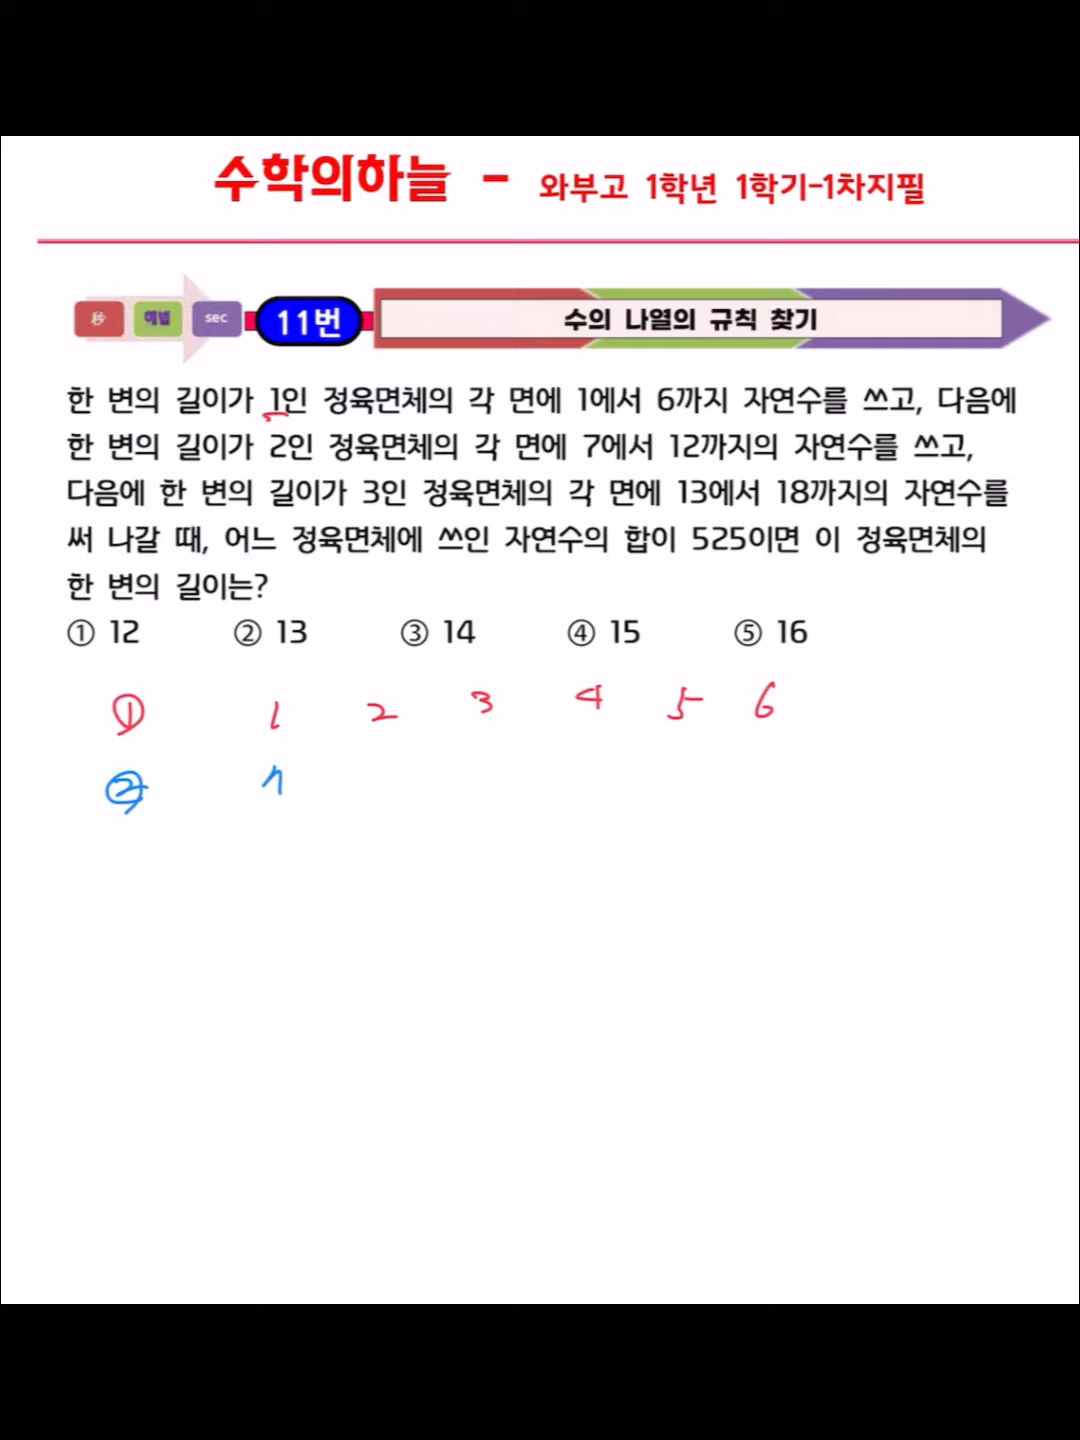 수학의하늘 - 와부고 1학년 1학기-1차지필
秒 해법 sec 11번 수의 나열의 규칙 찾기
한 변의 길이가 1인 정육면체의 각 면에 1에서 6까지 자연수를 쓰고, 다음에
한 변의 길이가 2인 정육면체의 각 면에 7에서 12까지의 자연수를 쓰고,
다음에 한 변의 길이가 3인 정육면체의 각 면에 13에서 18까지의 자연수를
써 나갈 때, 어느 정육면체에 쓰인 자연수의 합이 525이면 이 정육면체의
한 변의 길이는?
① 12 ② 13 ③ 14 ④ 15 ⑤ 16
① 1 2 3 4 5 6
② 7